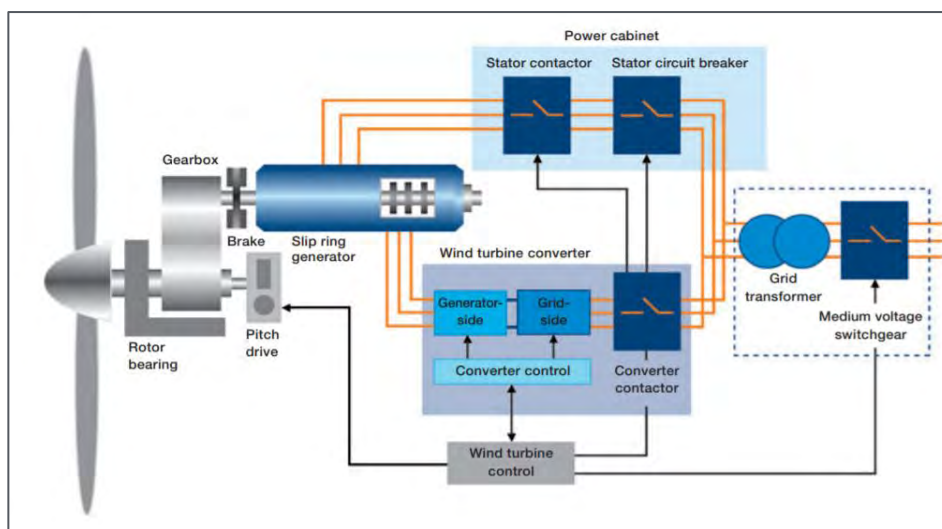 Power cabinet
Stator contactor
Stator circuit breaker
Gearbox
Brake
Slip ring
generator
Wind turbine converter
Generator-
side
Grid-
side
Grid
transformer
Rotor
bearing
Pitch
drive
Medium voltage
switchgear
Converter control
Converter
contactor
Wind turbine
control